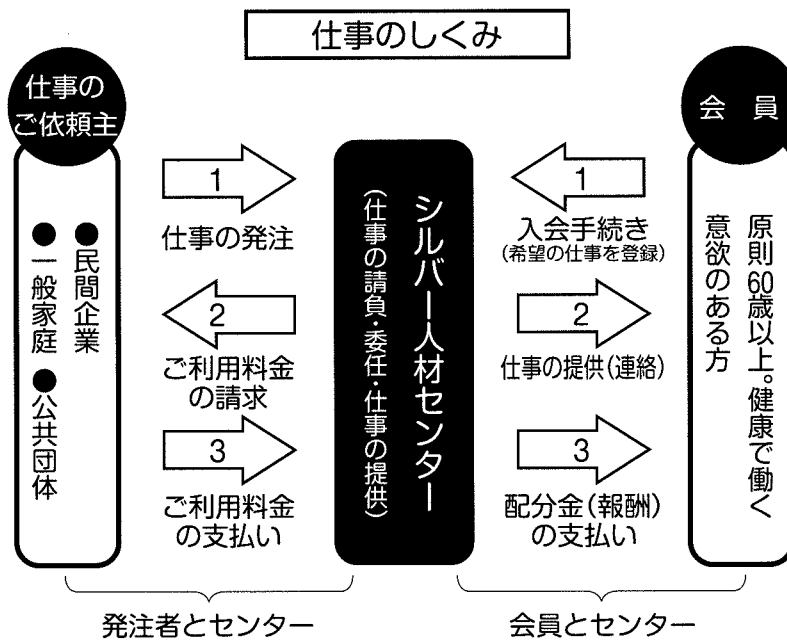 仕事のしくみ
仕事の
ご依頼主
●民間企業
●一般家庭 ●公共団体
1
仕事の発注
2
ご利用料金
の請求
3
ご利用料金
の支払い
シルバー人材センター
(仕事の請負・委任・仕事の提供)
1
入会手続き
(希望の仕事を登録)
2
仕事の提供(連絡)
3
配分金(報酬)
の支払い
会員
原則60歳以上。健康で働く
意欲のある方
発注者とセンター
会員とセンター